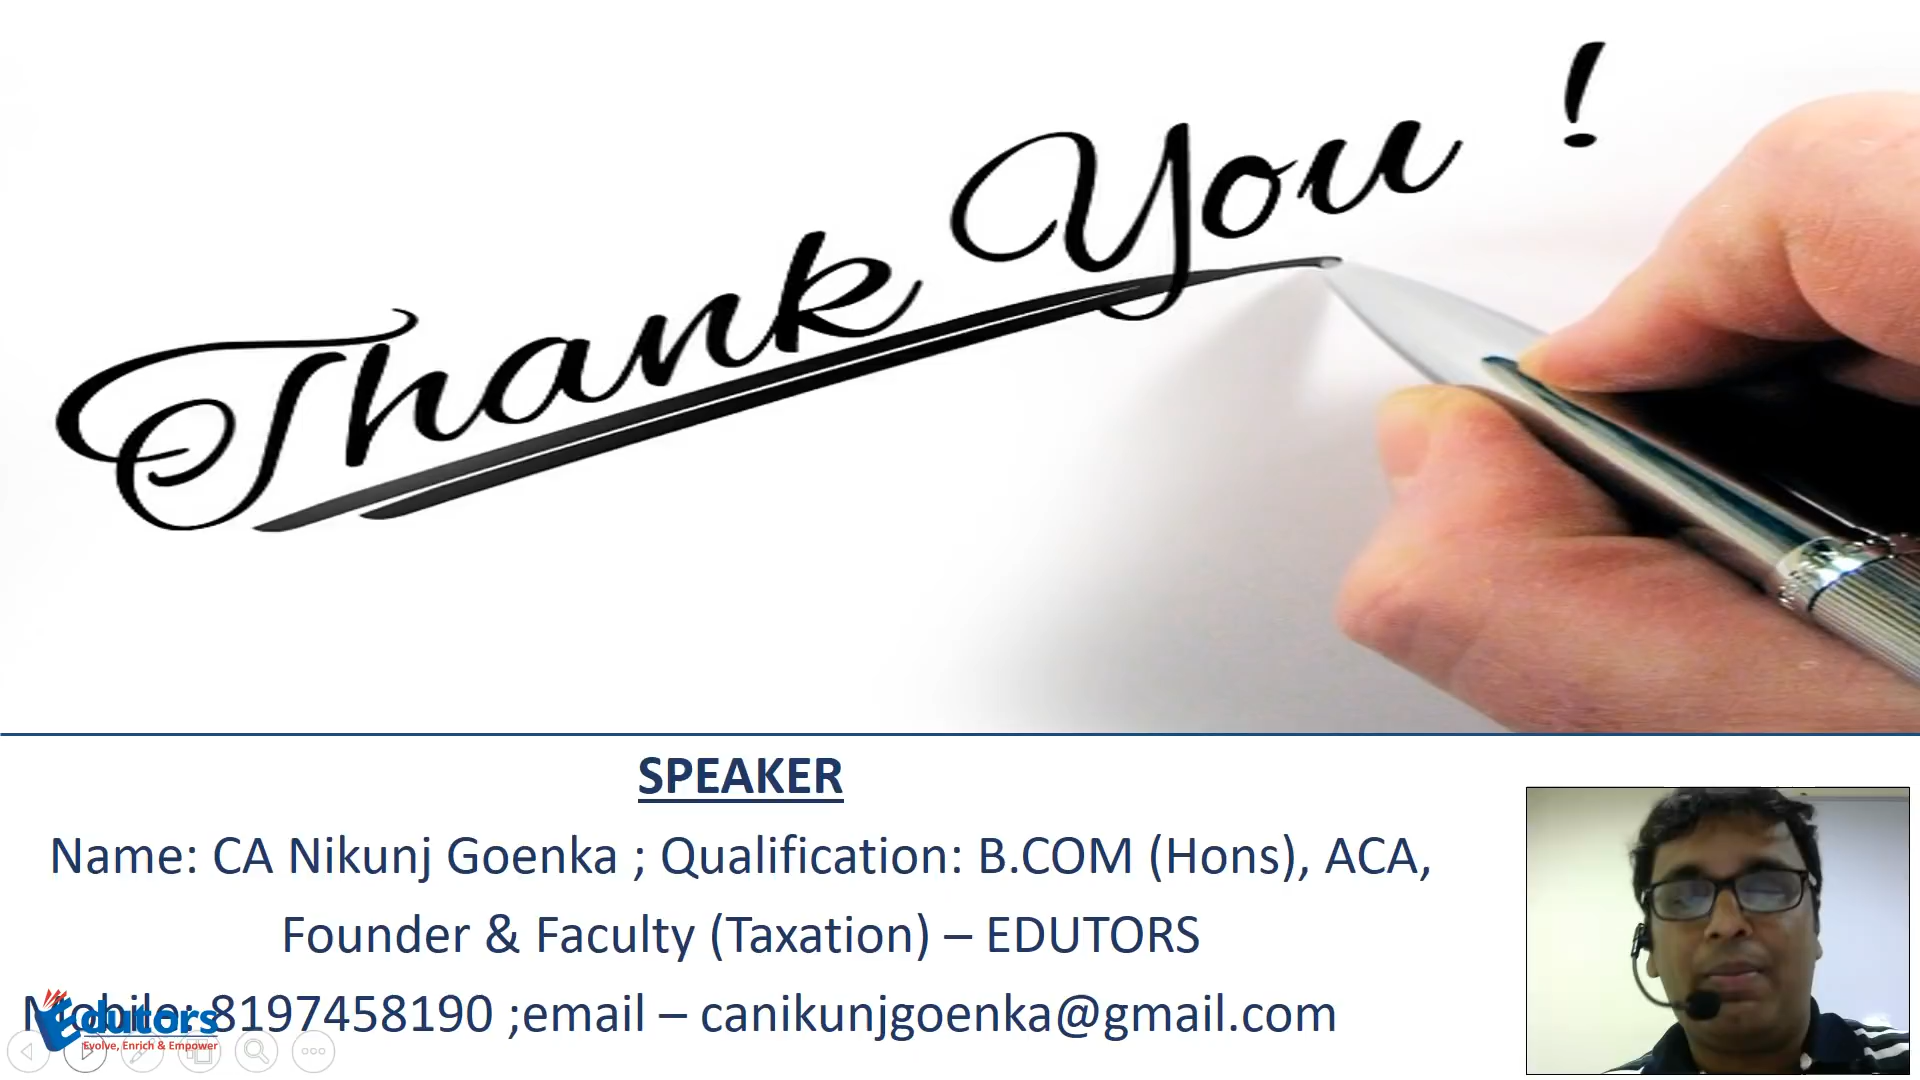 Thank You !
SPEAKER
Name: CA Nikunj Goenka ; Qualification: B.COM (Hons), ACA,
Founder & Faculty (Taxation) – EDUTORS
Mobile: 8197458190 ;email – canikunjgoenka@gmail.com
Edutors
Evolve, Enrich & Empower